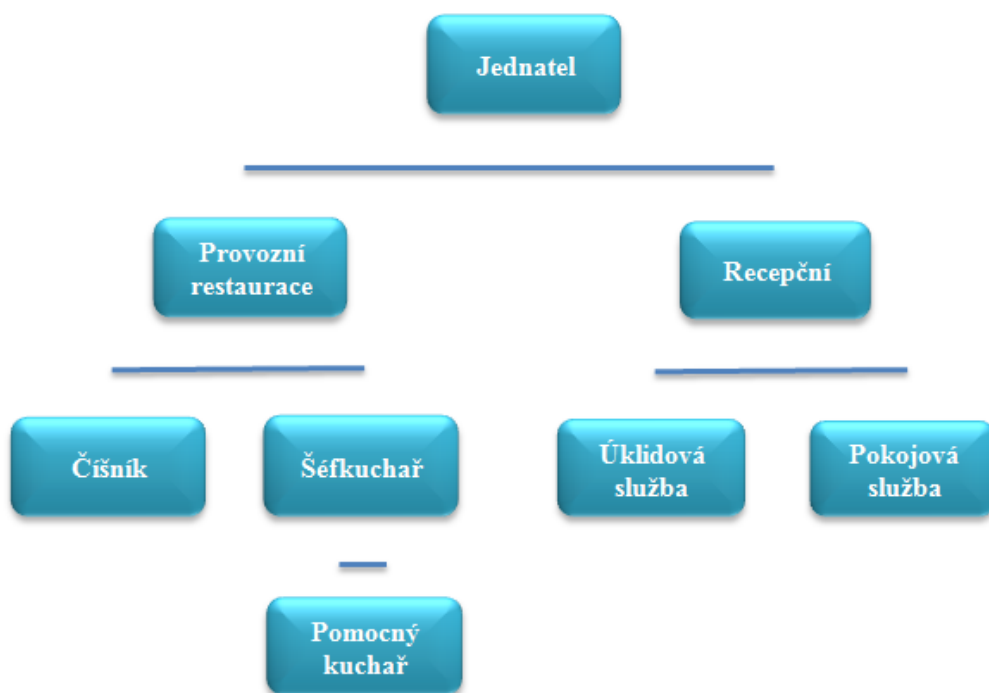 Jednatel
Provozní
restaurace
Recepční
Číšník
Šéfkuchař
Úklidová
služba
Pokojová
služba
Pomocný
kuchař